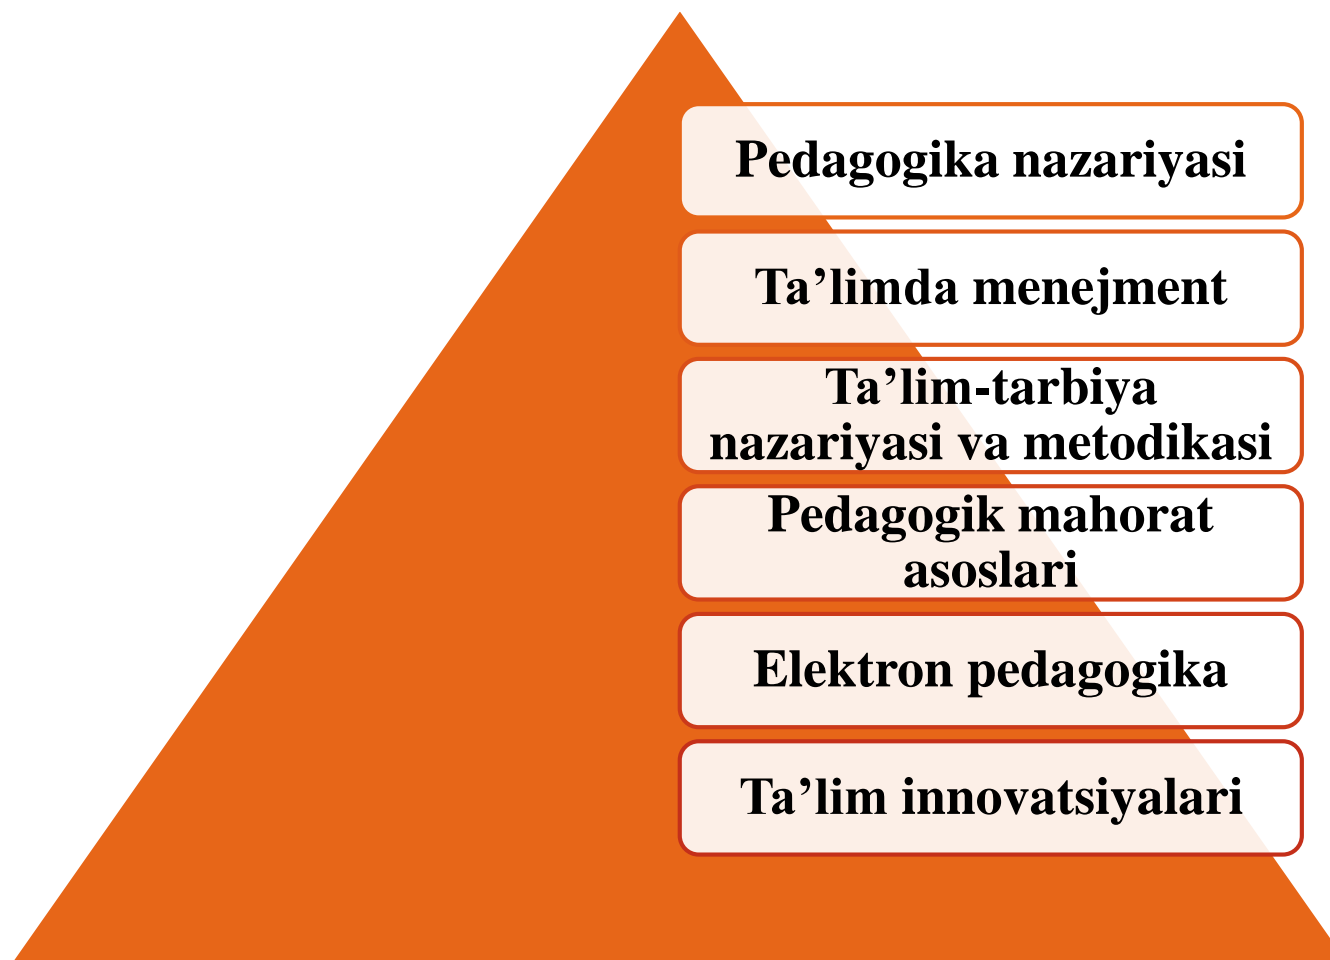 Pedagogika nazariyasi
Ta’limda menejment
Ta’lim-tarbiya
nazariyasi va metodikasi
Pedagogik mahorat
asoslari
Elektron pedagogika
Ta’lim innovatsiyalari